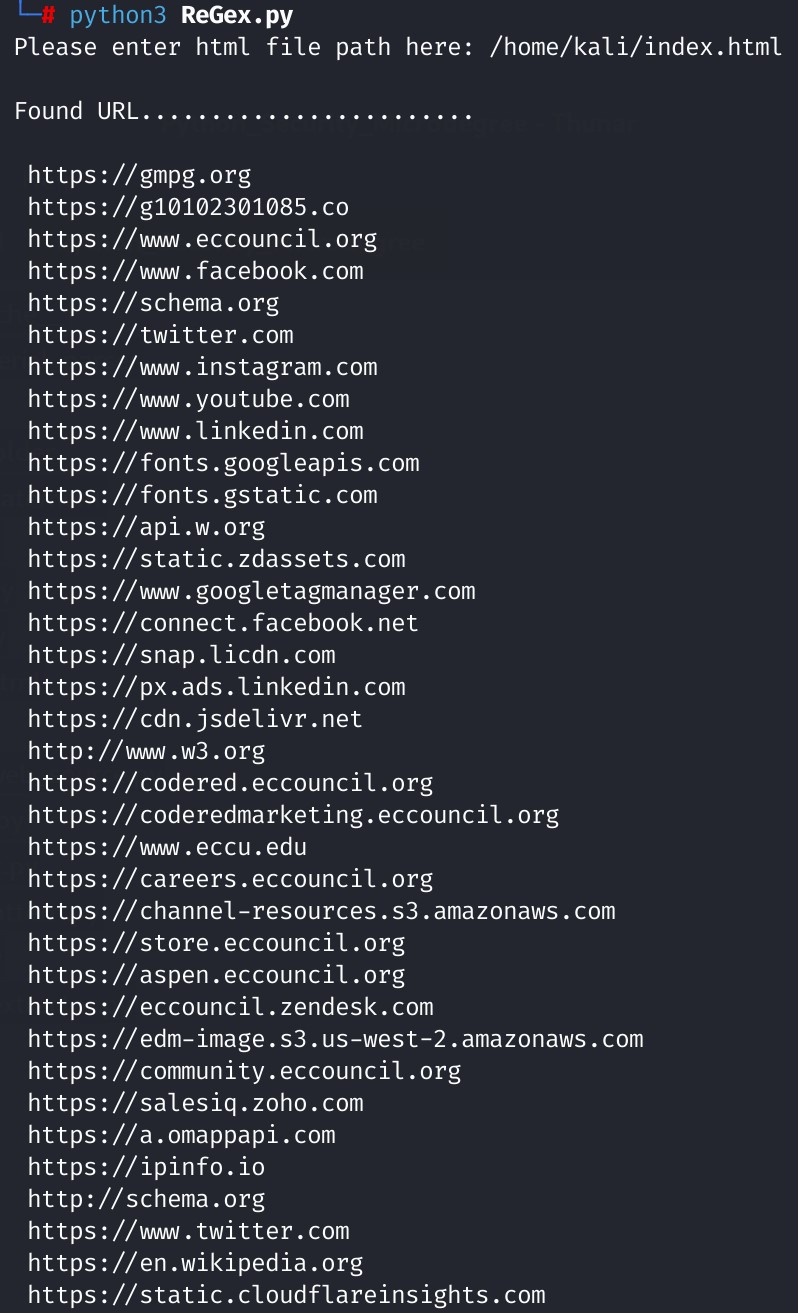 └─# python3 ReGex.py
Please enter html file path here: /home/kali/index.html
Found URL........................
https://gmpg.org
https://g10102301085.co
https://www.eccouncil.org
https://www.facebook.com
https://schema.org
https://twitter.com
https://www.instagram.com
https://www.youtube.com
https://www.linkedin.com
https://fonts.googleapis.com
https://fonts.gstatic.com
https://api.w.org
https://static.zdassets.com
https://www.googletagmanager.com
https://connect.facebook.net
https://snap.licdn.com
https://px.ads.linkedin.com
https://cdn.jsdelivr.net
http://www.w3.org
https://codered.eccouncil.org
https://coderedmarketing.eccouncil.org
https://www.eccu.edu
https://careers.eccouncil.org
https://channel-resources.s3.amazonaws.com
https://store.eccouncil.org
https://aspen.eccouncil.org
https://eccouncil.zendesk.com
https://edm-image.s3.us-west-2.amazonaws.com
https://community.eccouncil.org
https://salesiq.zoho.com
https://a.omappapi.com
https://ipinfo.io
http://schema.org
https://www.twitter.com
https://en.wikipedia.org
https://static.cloudflareinsights.com